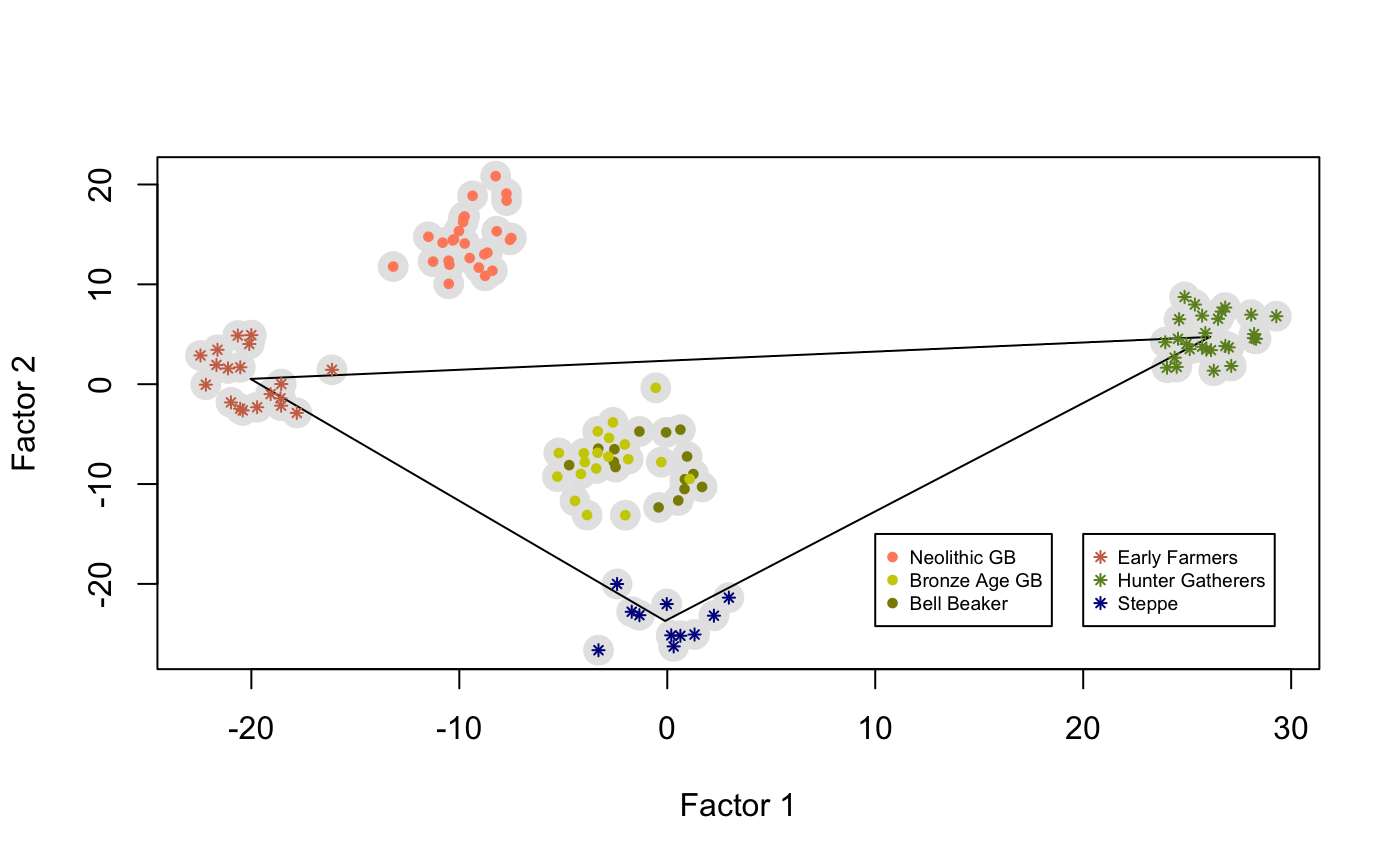 20
10
0
-10
-20
Factor 2
Neolithic GB
Bronze Age GB
Bell Beaker
Early Farmers
Hunter Gatherers
Steppe
-20 -10 0 10 20 30
Factor 1